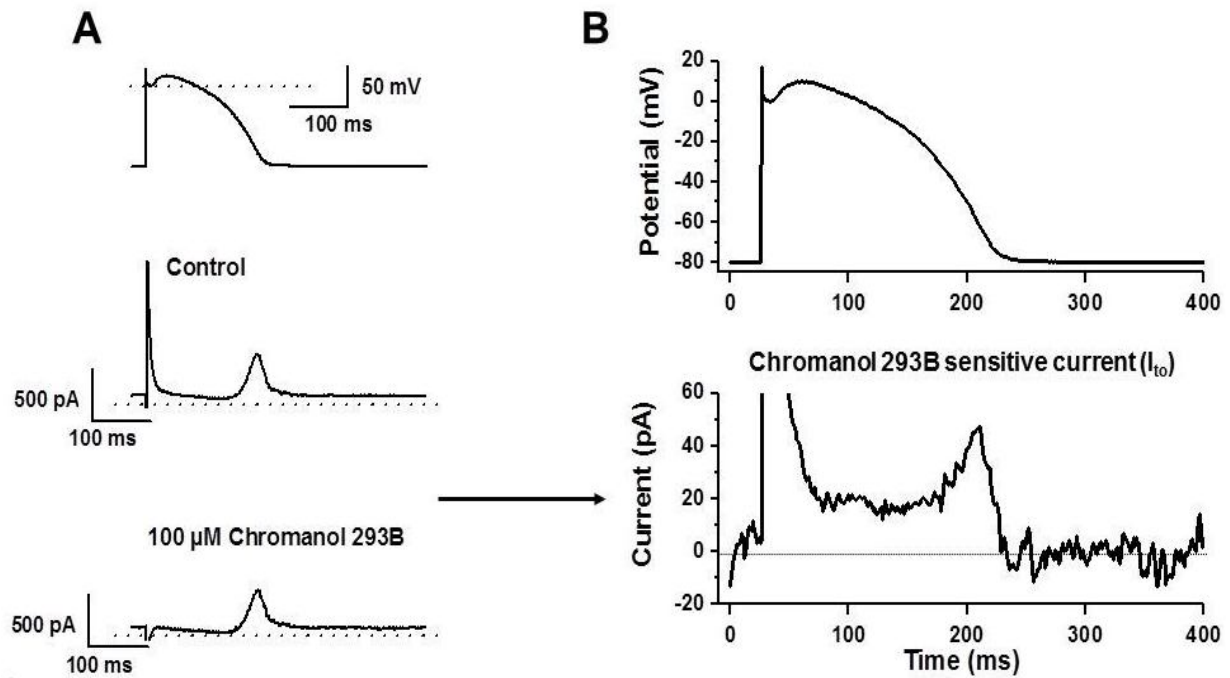 A
50 mV
100 ms
Control
500 pA
100 ms
100 µM Chromanol 293B
500 pA
100 ms
B
Potential (mV)
20
0
-20
-40
-60
-80
0 100 200 300 400
Chromanol 293B sensitive current (Ito)
Current (pA)
60
40
20
0
-20
0 100 200 300 400
Time (ms)